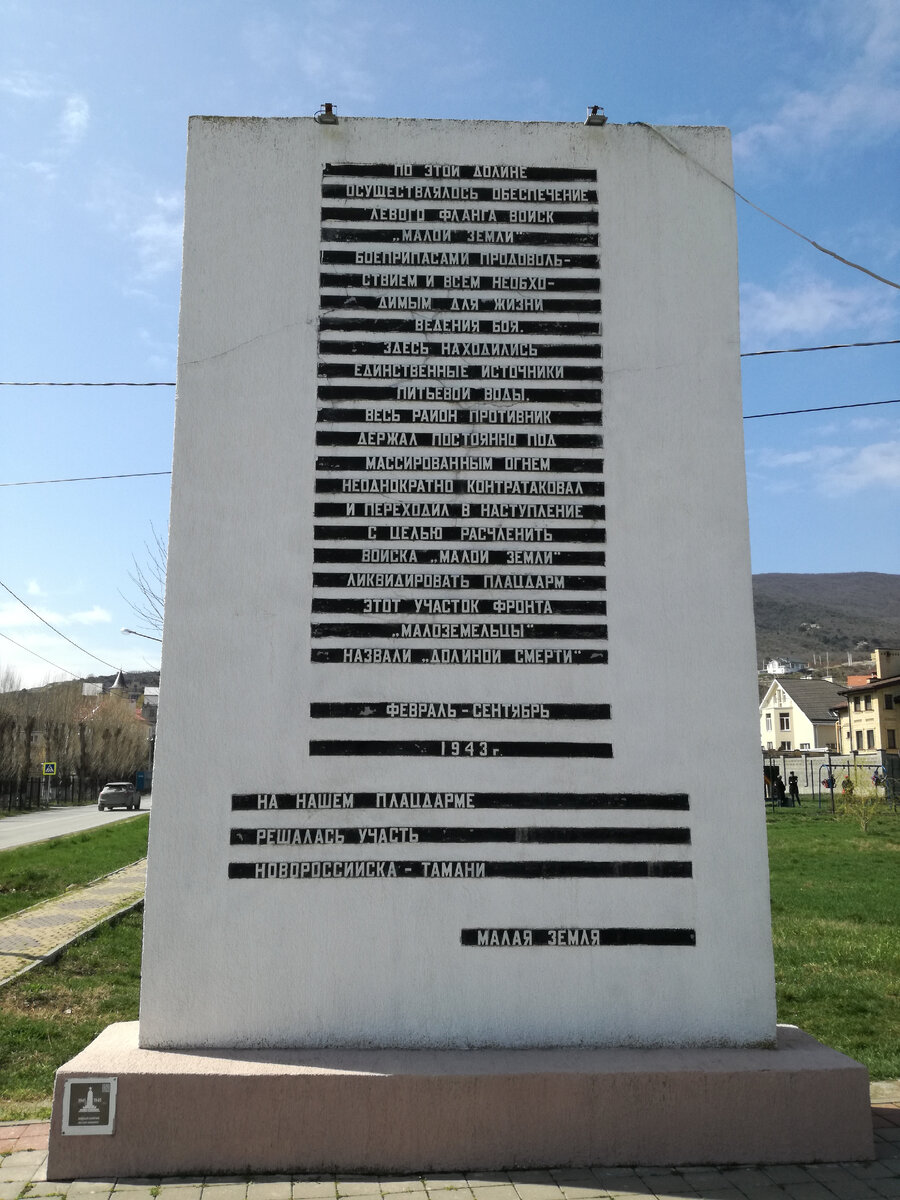 ПО ЭТОЙ ДОЛИНЕ
ОСУЩЕСТВЛЯЛОСЬ ОБЕСПЕЧЕНИЕ
ЛЕВОГО ФЛАНГА ВОЙСК
„МАЛОЙ ЗЕМЛИ"
БОЕПРИПАСАМИ ПРОДОВОЛЬ-
СТВИЕМ И ВСЕМ НЕОБХО-
ДИМЫМ ДЛЯ ЖИЗНИ
ВЕДЕНИЯ БОЯ.
ЗДЕСЬ НАХОДИЛИСЬ
ЕДИНСТВЕННЫЕ ИСТОЧНИКИ
ПИТЬЕВОЙ ВОДЫ.
ВЕСЬ РАЙОН ПРОТИВНИК
ДЕРЖАЛ ПОСТОЯННО ПОД
МАССИРОВАННЫМ ОГНЕМ
НЕОДНОКРАТНО КОНТРАТАКОВАЛ
И ПЕРЕХОДИЛ В НАСТУПЛЕНИЕ
С ЦЕЛЬЮ РАСЧЛЕНИТЬ
ВОЙСКА „МАЛОЙ ЗЕМЛИ"
ЛИКВИДИРОВАТЬ ПЛАЦДАРМ
ЭТОТ УЧАСТОК ФРОНТА
„МАЛОЗЕМЕЛЬЦЫ"
НАЗВАЛИ „ДОЛИНОЙ СМЕРТИ"
ФЕВРАЛЬ - СЕНТЯБРЬ
1943 г.
НА НАШЕМ ПЛАЦДАРМЕ
РЕШАЛАСЬ УЧАСТЬ
НОВОРОССИЙСКА - ТАМАНИ
МАЛАЯ ЗЕМЛЯ